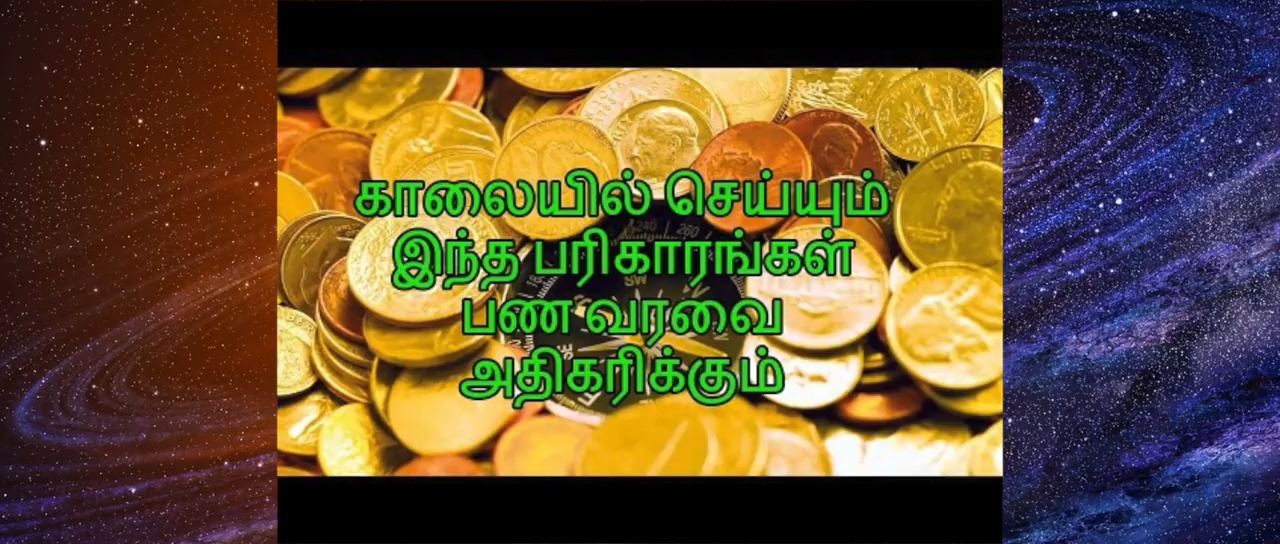 காலையில் செய்யும்
இந்த பரிகாரங்கள்
பண வரவை
அதிகரிக்கும்